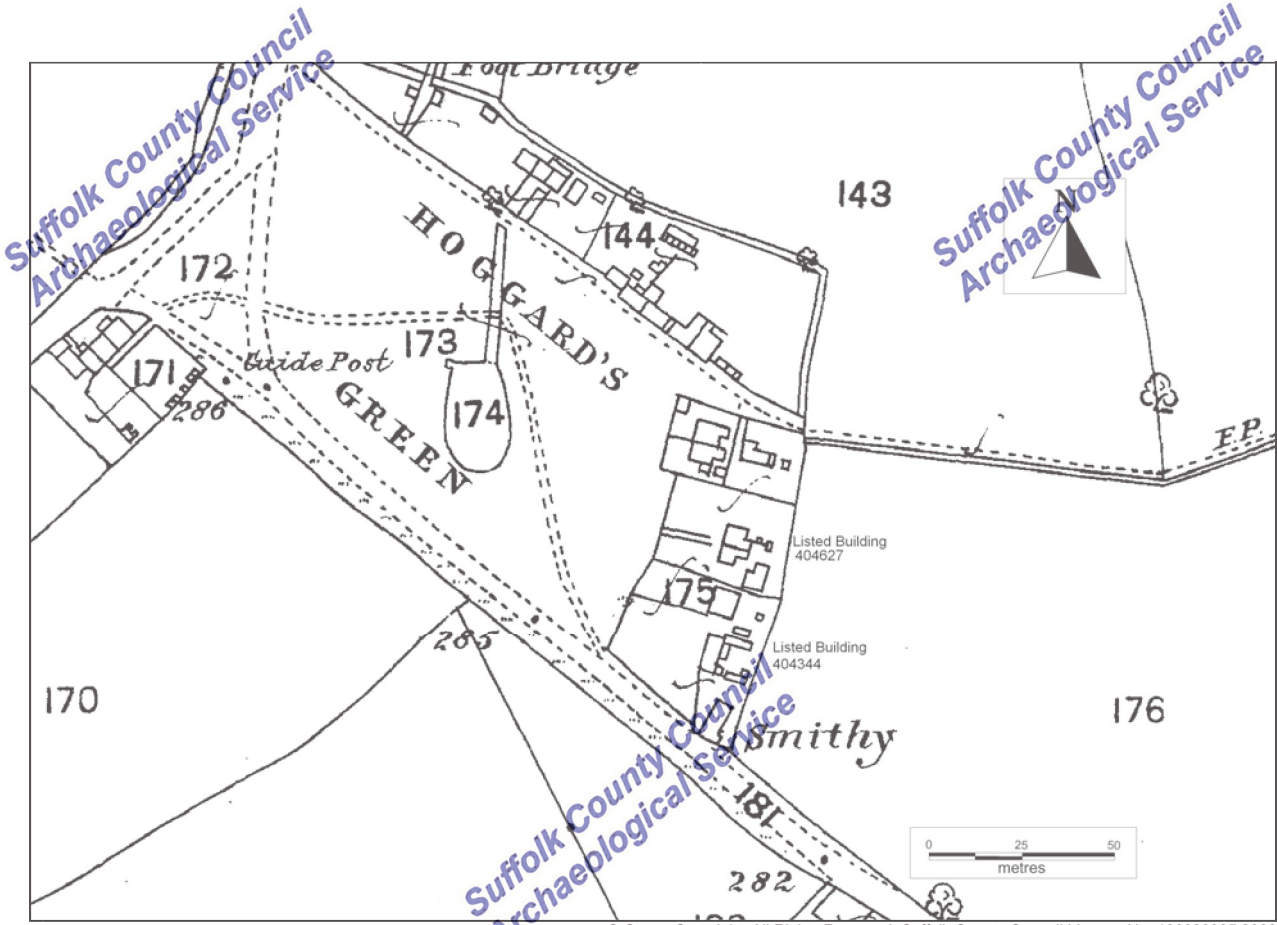 Suffolk County Council
Archaeological Service
Suffolk County Council
Archaeological Service
Foot Bridge
143
N
HOGGARD'S
GREEN
144
172
173
Guide Post
171
286
174
F.P.
Listed Building
404627
175
285
Listed Building
404344
170
176
Smithy
Suffolk County Council
Archaeological Service
181
0 25 50
metres
282